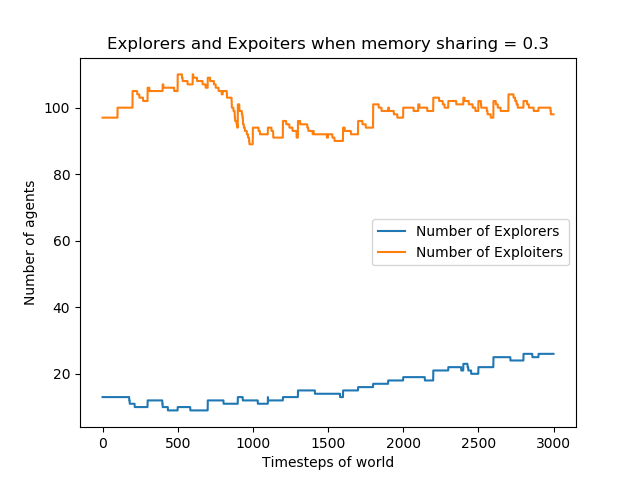 Explorers and Expoiters when memory sharing = 0.3
Number of agents
100
80
60
40
20
Number of Explorers
Number of Exploiters
0 500 1000 1500 2000 2500 3000
Timesteps of world